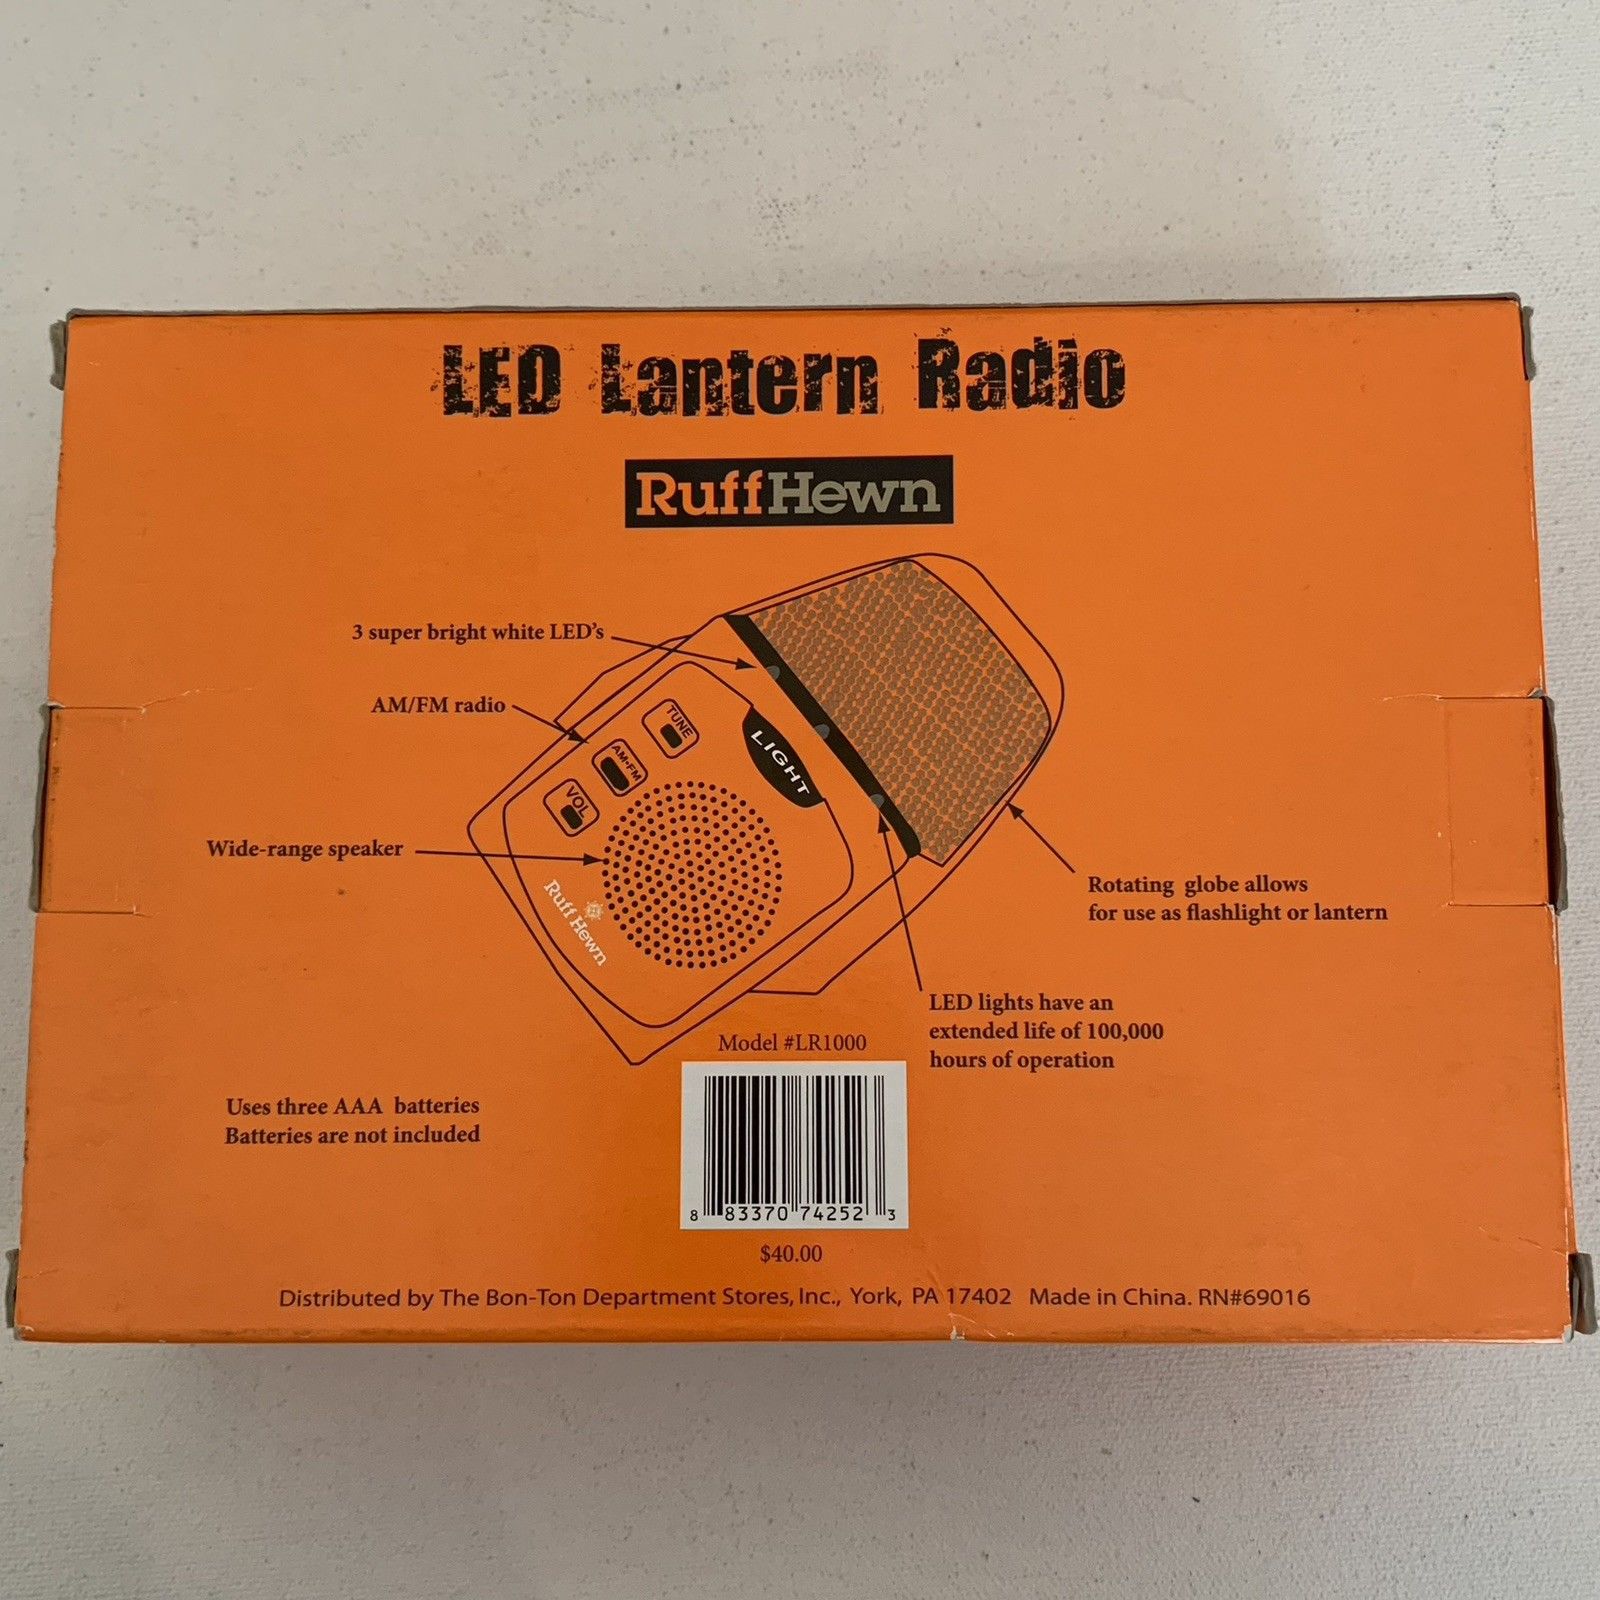 LED Lantern Radio
RuffHewn
3 super bright white LED's
AM/FM radio
TUNE
AM•FM
VOL
LIGHT
Wide-range speaker
Ruff Hewn
Rotating globe allows
for use as flashlight or lantern
LED lights have an
extended life of 100,000
hours of operation
Model #LR1000
Uses three AAA batteries
Batteries are not included
8 83370 74252 3
$40.00
Distributed by The Bon-Ton Department Stores, Inc., York, PA 17402 Made in China. RN#69016